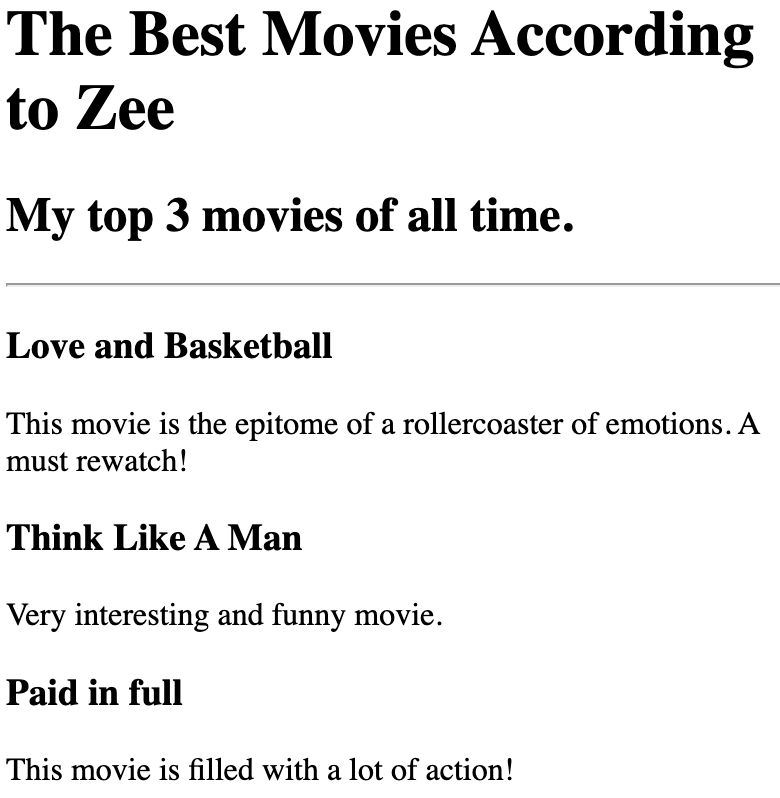 The Best Movies According
to Zee
My top 3 movies of all time.
Love and Basketball
This movie is the epitome of a rollercoaster of emotions. A
must rewatch!
Think Like A Man
Very interesting and funny movie.
Paid in full
This movie is filled with a lot of action!